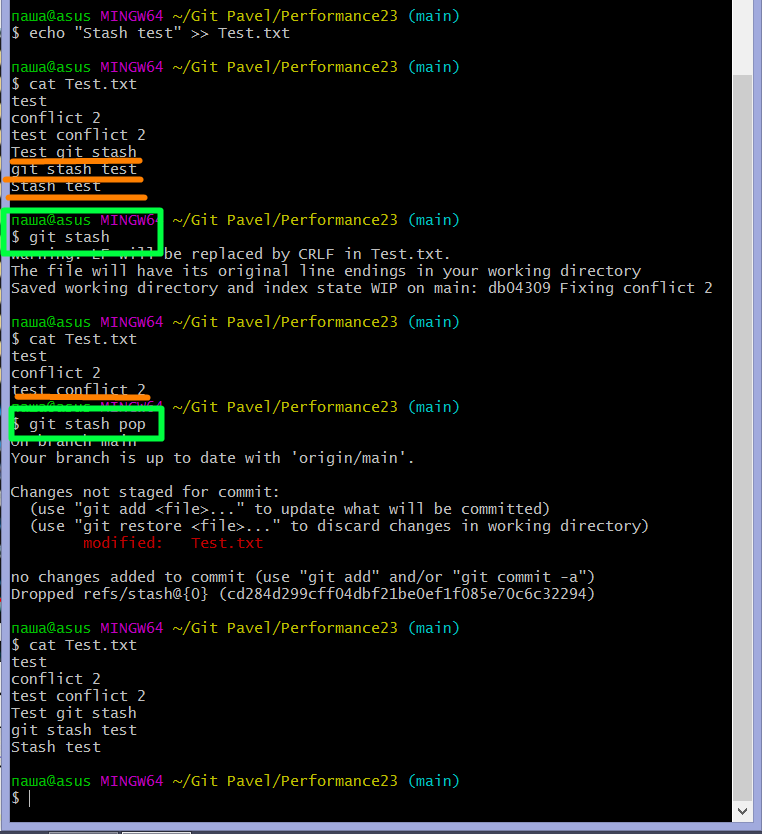 паша@asus MINGW64 ~/Git Pavel/Performance23 (main)
$ echo "Stash test" >> Test.txt
паша@asus MINGW64 ~/Git Pavel/Performance23 (main)
$ cat Test.txt
test
conflict 2
test conflict 2
Test git stash
git stash test
Stash test
паша@asus MINGW64 ~/Git Pavel/Performance23 (main)
$ git stash
warning: LF will be replaced by CRLF in Test.txt.
The file will have its original line endings in your working directory
Saved working directory and index state WIP on main: db04309 Fixing conflict 2
паша@asus MINGW64 ~/Git Pavel/Performance23 (main)
$ cat Test.txt
test
conflict 2
test conflict 2
паша@asus MINGW64 ~/Git Pavel/Performance23 (main)
$ git stash pop
On branch main
Your branch is up to date with 'origin/main'.
Changes not staged for commit:
(use "git add <file>..." to update what will be committed)
(use "git restore <file>..." to discard changes in working directory)
modified: Test.txt
no changes added to commit (use "git add" and/or "git commit -a")
Dropped refs/stash@{0} (cd284d299cff04dbf21be0ef1f085e70c6c32294)
паша@asus MINGW64 ~/Git Pavel/Performance23 (main)
$ cat Test.txt
test
conflict 2
test conflict 2
Test git stash
git stash test
Stash test
паша@asus MINGW64 ~/Git Pavel/Performance23 (main)
$